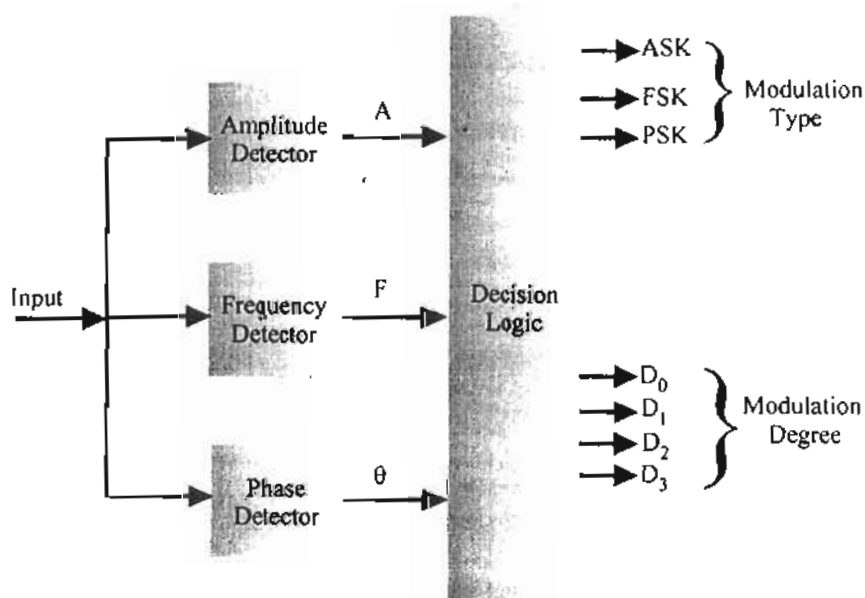 ASK
FSK
PSK
Modulation
Type
Amplitude
Detector
A
Input
Frequency
Detector
F
Decision
Logic
D0
D1
D2
D3
Modulation
Degree
Phase
Detector
θ